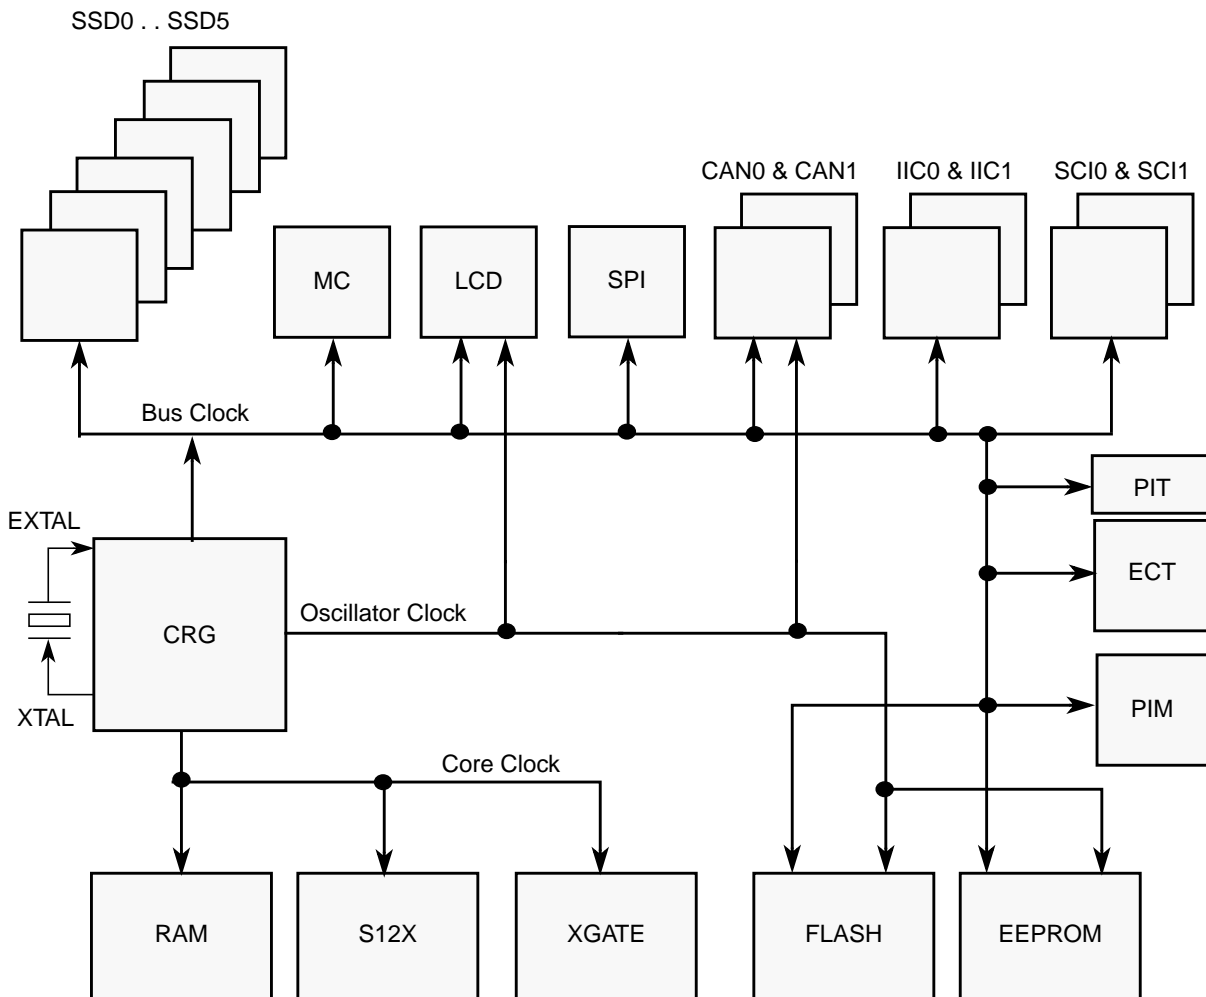 SSD0 . . SSD5
CAN0 & CAN1
IIC0 & IIC1
SCI0 & SCI1
MC
LCD
SPI
Bus Clock
PIT
EXTAL
ECT
Oscillator Clock
CRG
XTAL
PIM
Core Clock
RAM
S12X
XGATE
FLASH
EEPROM